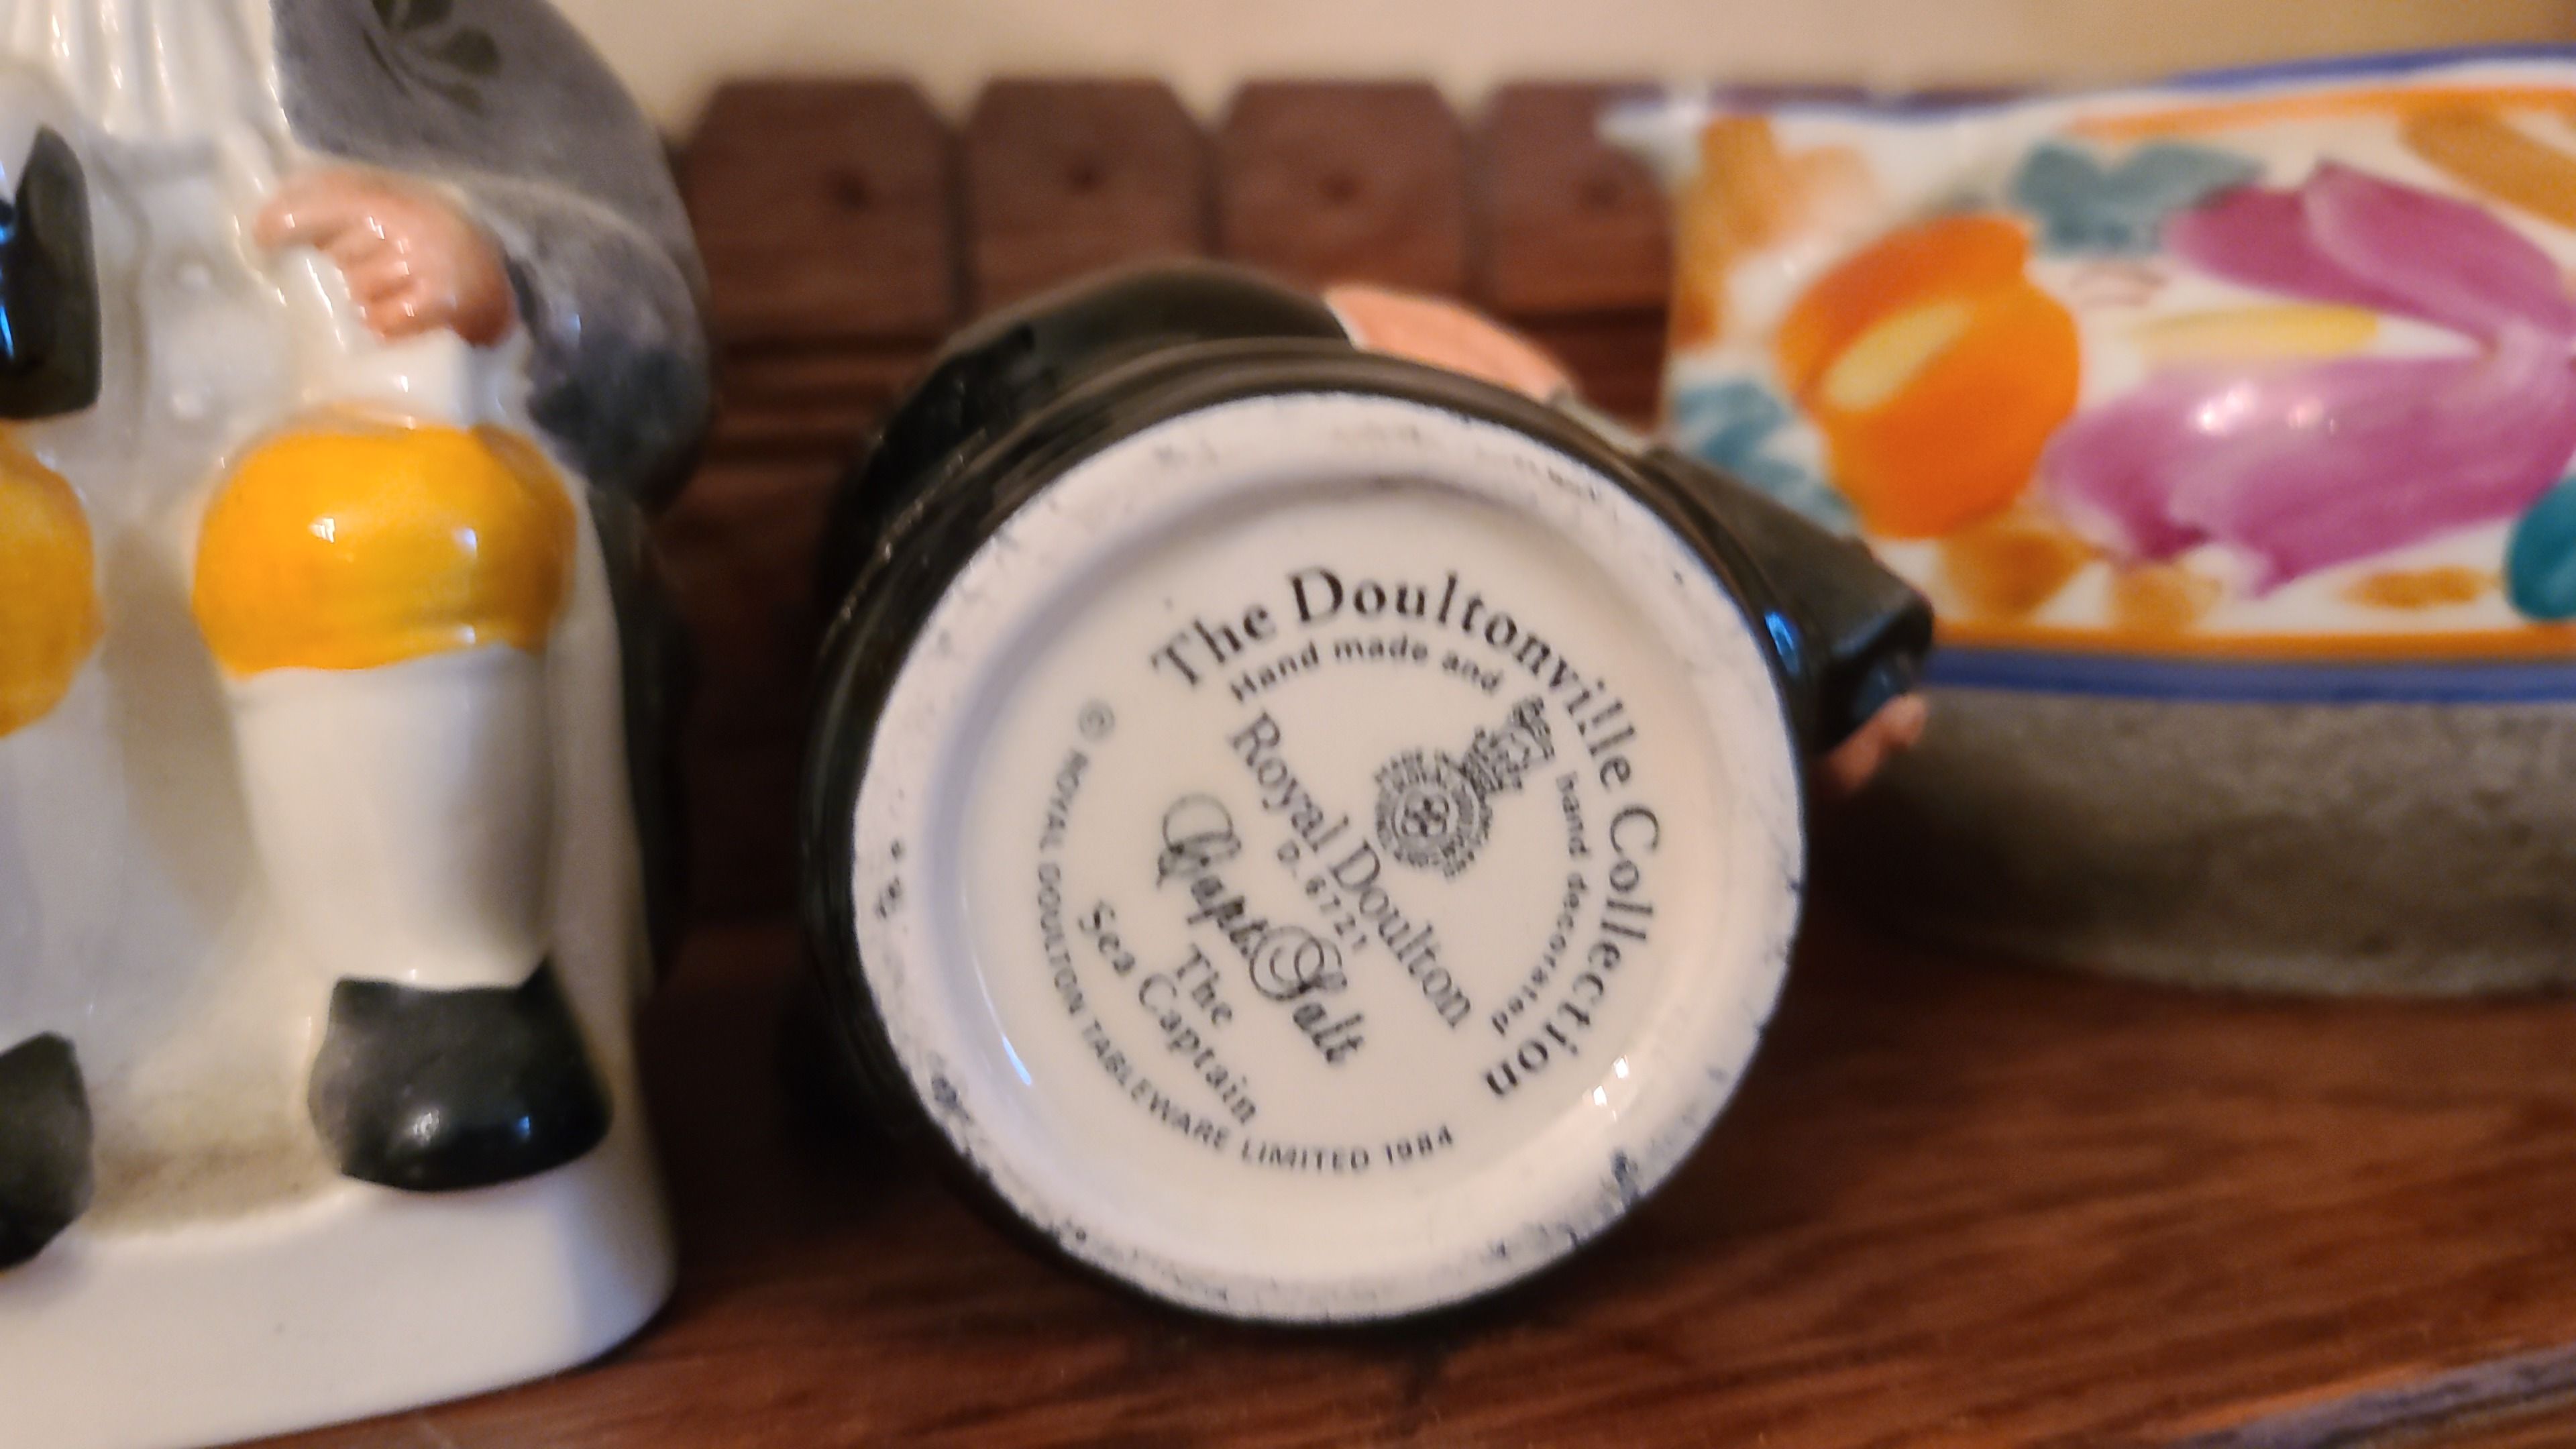 The Doultonville Collection
Hand made and
hand decorated
Royal Doulton
D.6721
Capt. Salt
The
Sea Captain
© ROYAL DOULTON TABLEWARE LIMITED 1984